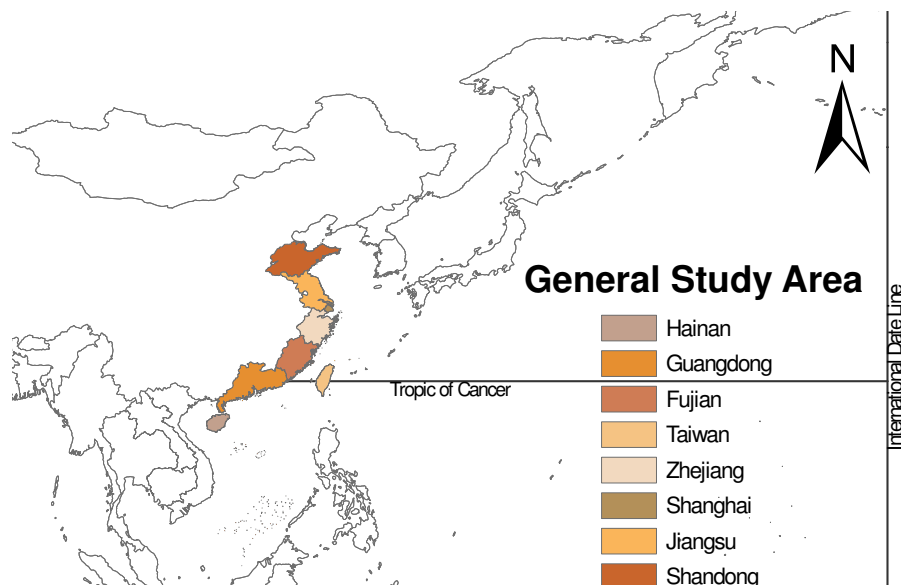 N
General Study Area
International Date Line
Hainan
Guangdong
Tropic of Cancer
Fujian
Taiwan
Zhejiang
Shanghai
Jiangsu
Shandong